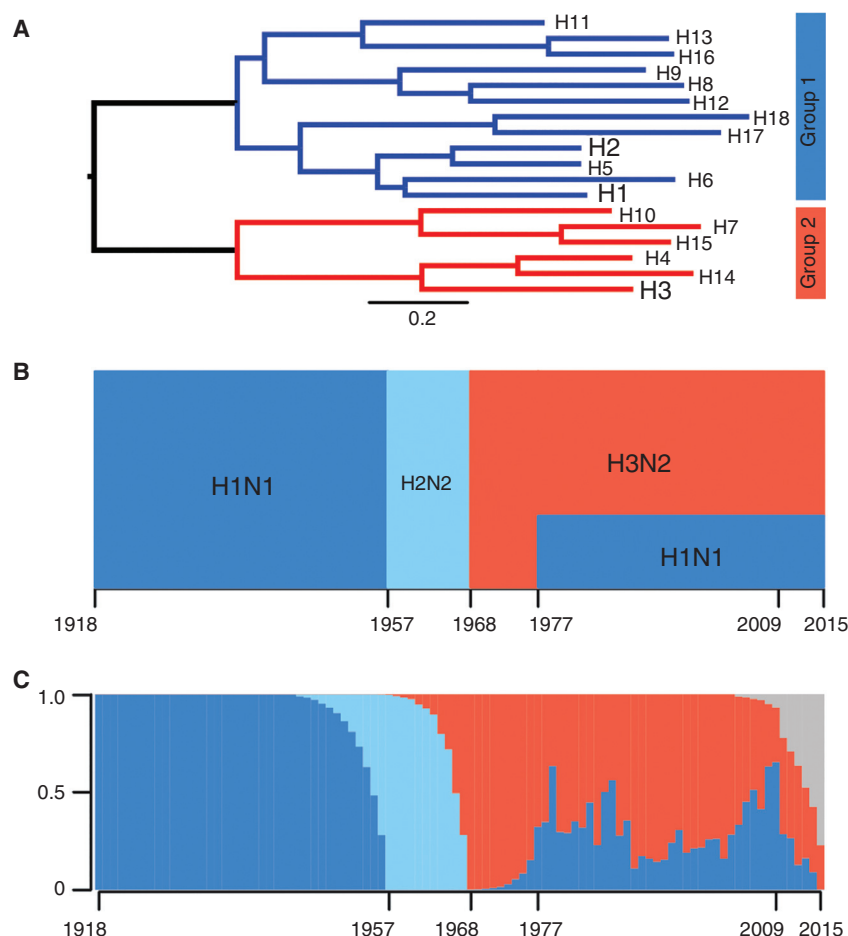 A
H11
H13
H16
H9
H8
H12
H18
H17
H2
H5
H6
H1
Group 1
H10
H7
H15
H4
H14
H3
Group 2
0.2
B
H1N1
H2N2
H3N2
H1N1
1918 1957 1968 1977 2009 2015
C
1.0
0.5
0
1918 1957 1968 1977 2009 2015